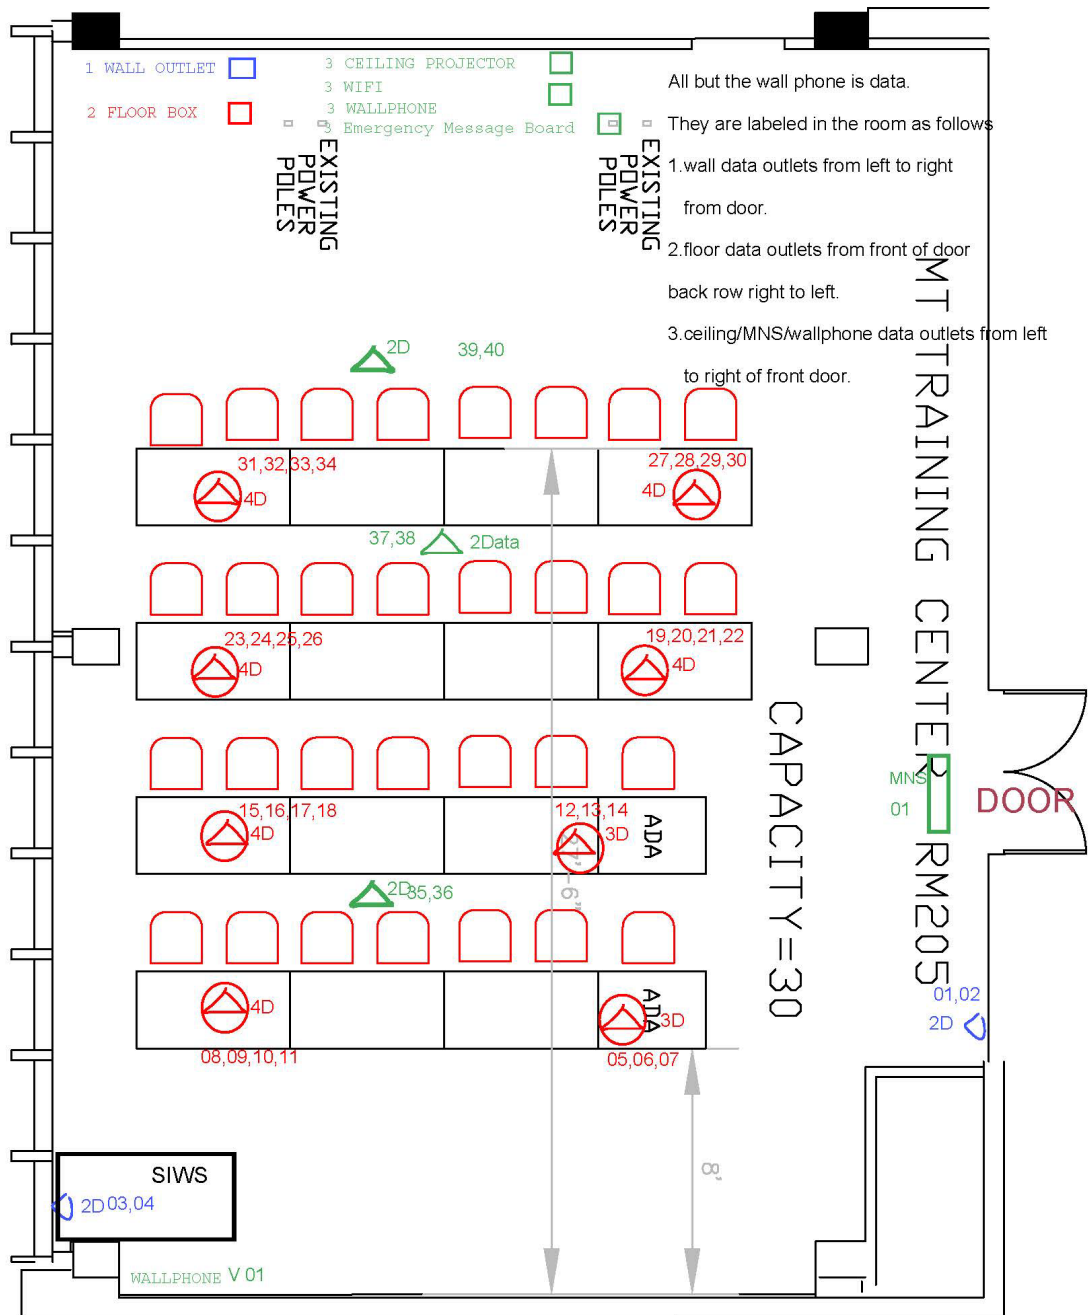 1 WALL OUTLET
2 FLOOR BOX
3 CEILING PROJECTOR
3 WIFI
3 WALLPHONE
3 Emergency Message Board
EXISTING
POWER
POLES
EXISTING
POWER
POLES
All but the wall phone is data.
They are labeled in the room as follows
1.wall data outlets from left to right
from door.
2.floor data outlets from front of door
back row right to left.
3.ceiling/MNS/wallphone data outlets from left
to right of front door.
MT TRAINING CENTER RM205
CAPACITY=30
2D 39,40
31,32,33,34
4D
27,28,29,30
4D
37,38 2Data
23,24,25,26
4D
19,20,21,22
4D
MNS
01
DOOR
15,16,17,18
4D
12,13,14
3D
ADA
2D 35,36
4D
08,09,10,11
ADA
3D
05,06,07
01,02
2D
8'
SIWS
2D 03,04
WALLPHONE V 01